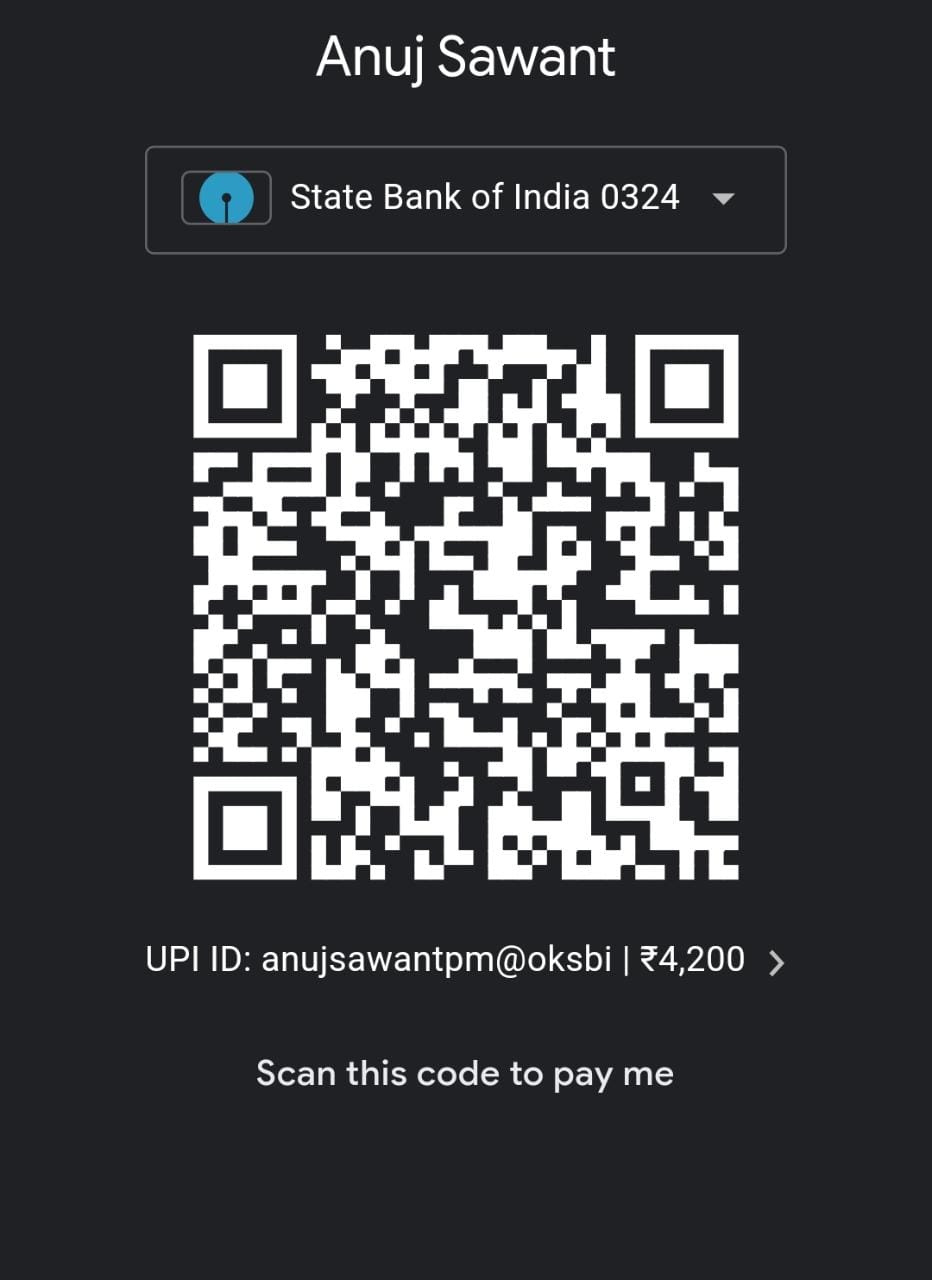 Anuj Sawant
State Bank of India 0324
UPI ID: anujsawantpm@oksbi | ₹4,200
Scan this code to pay me